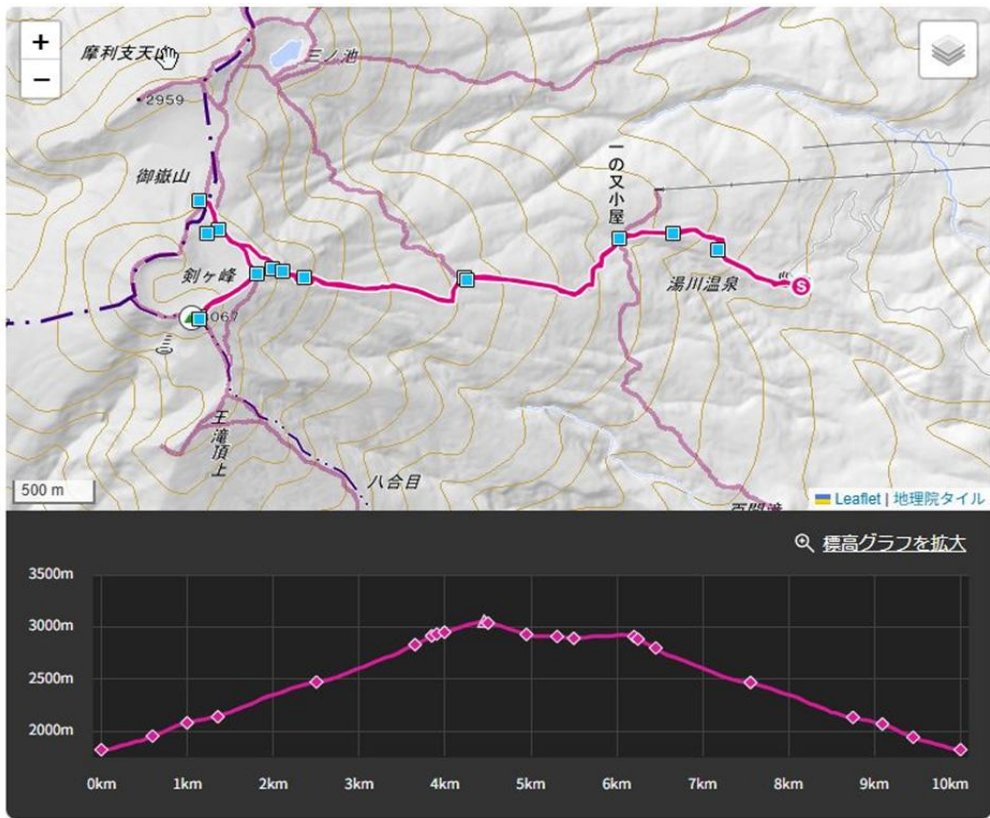 +
−
摩利支天山
三ノ池
2959
一の又小屋
御嶽山
剣ヶ峰
湯川温泉
S
067
王滝頂上
八合目
500 m
Leaflet | 地理院タイル
標高グラフを拡大
3500m
3000m
2500m
2000m
0km 1km 2km 3km 4km 5km 6km 7km 8km 9km 10km